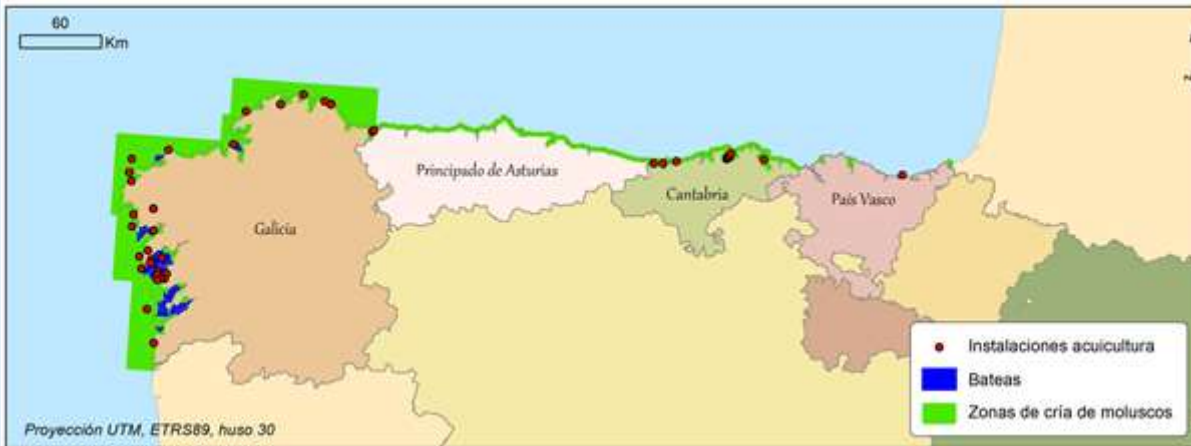 60
Km
Galicia
Principado de Asturias
Cantabria
País Vasco
Instalaciones acuicultura
Bateas
Zonas de cría de moluscos
Proyección UTM, ETRS89, huso 30